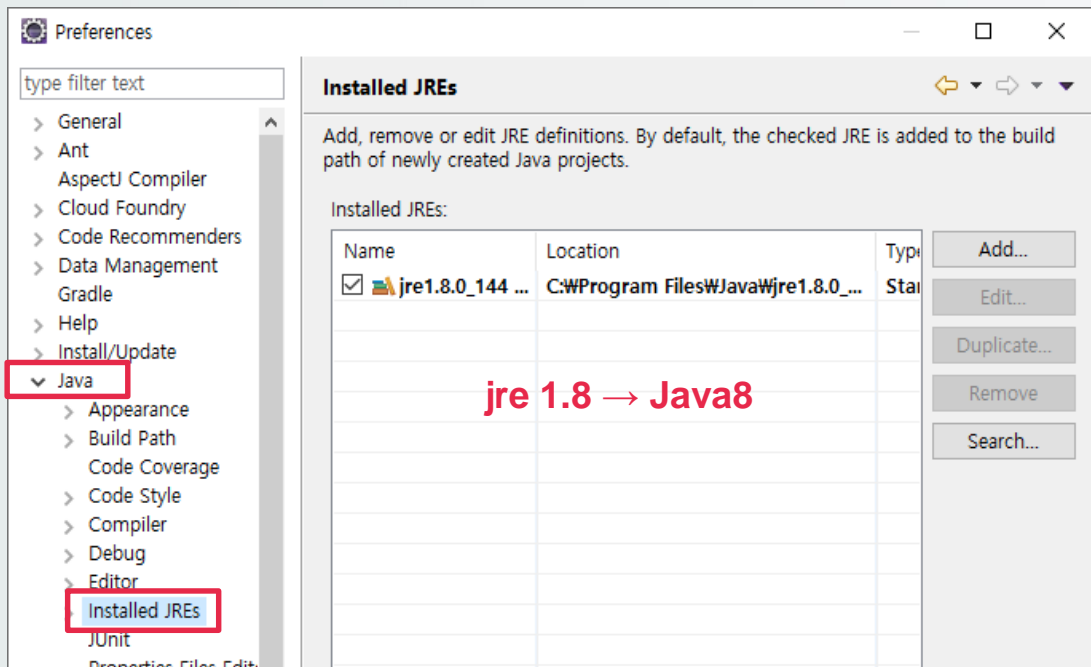 Preferences
type filter text
General
Ant
AspectJ Compiler
Cloud Foundry
Code Recommenders
Data Management
Gradle
Help
Install/Update
Java
Appearance
Build Path
Code Coverage
Code Style
Compiler
Debug
Editor
Installed JREs
JUnit
Properties Files Edit
Installed JREs
Add, remove or edit JRE definitions. By default, the checked JRE is added to the build
path of newly created Java projects.
Installed JREs:
Name Location Type
jre1.8.0_144 ... C:₩Program Files₩Java₩jre1.8.0_... Star
jre 1.8 → Java8
Add...
Edit...
Duplicate...
Remove
Search...